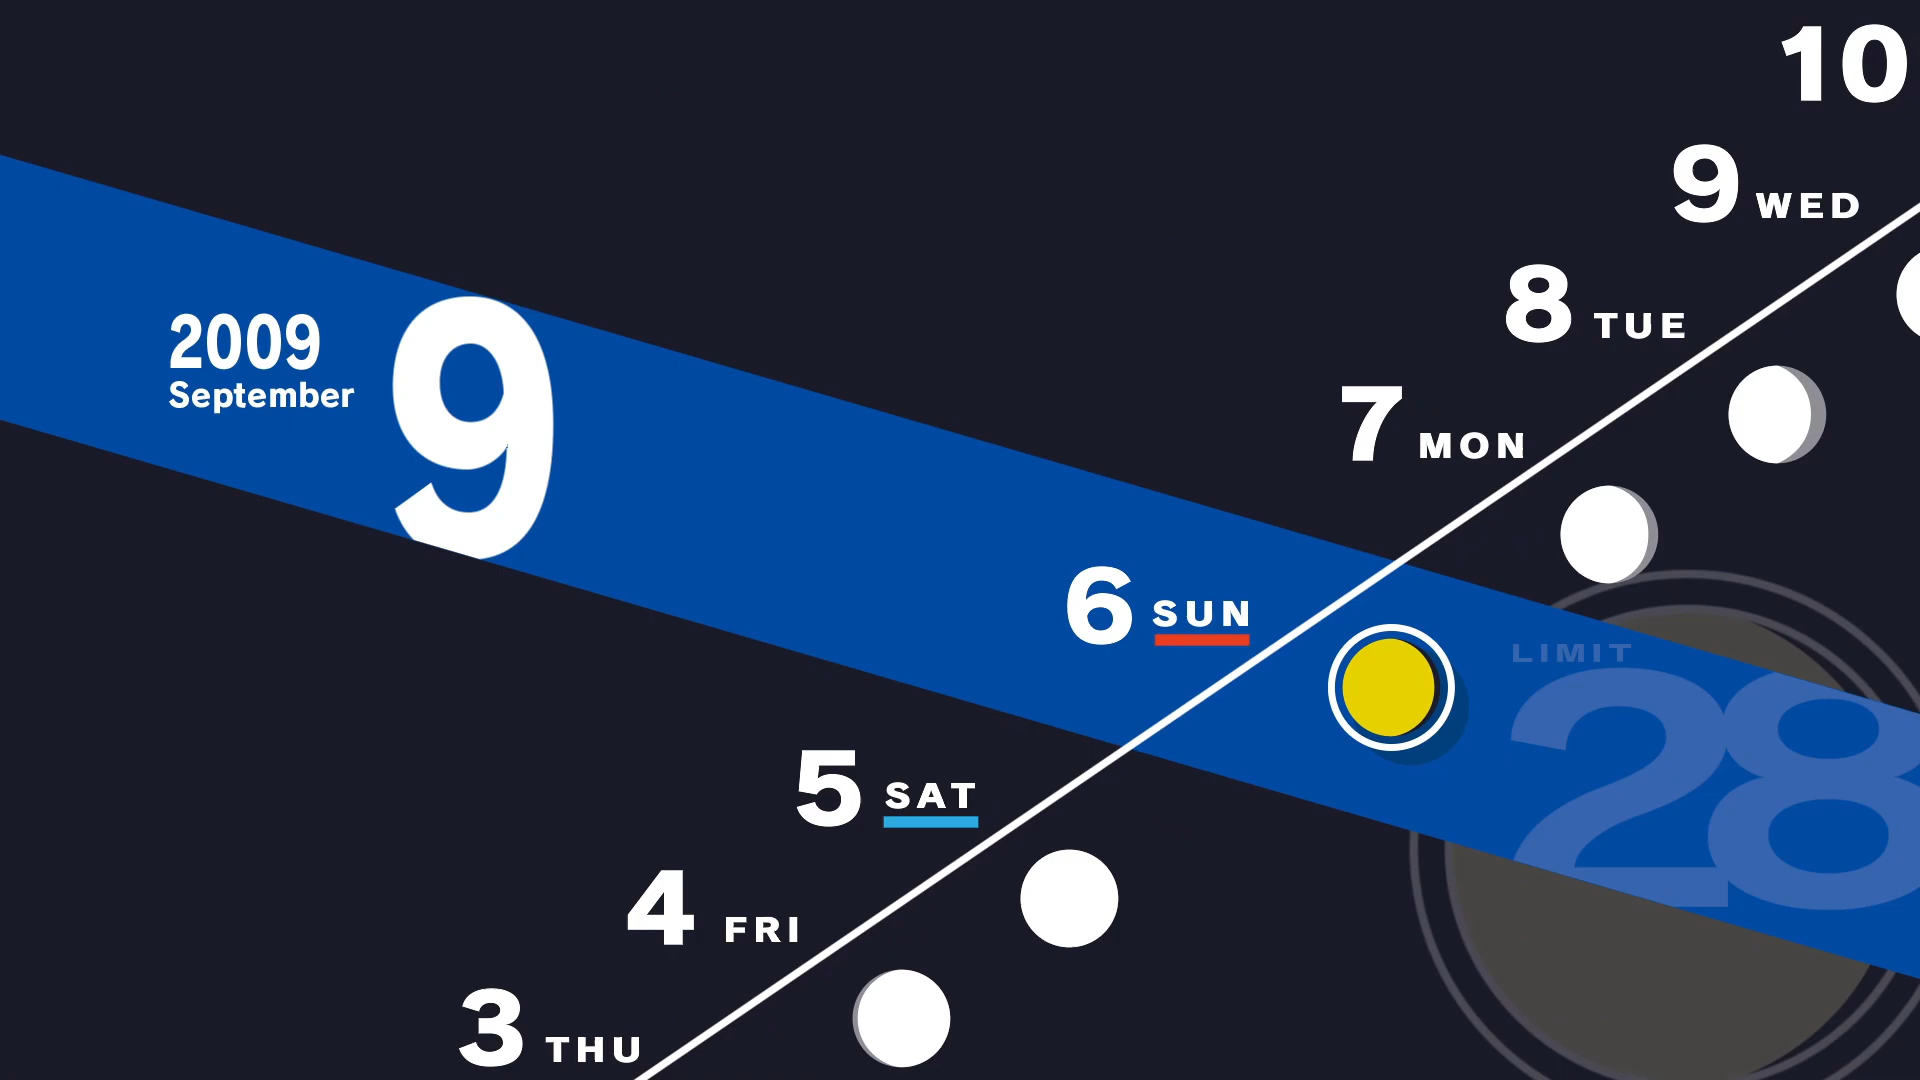 10
9 WED
8 TUE
2009
September
9
7 MON
6 SUN
LIMIT
28
5 SAT
4 FRI
3 THU